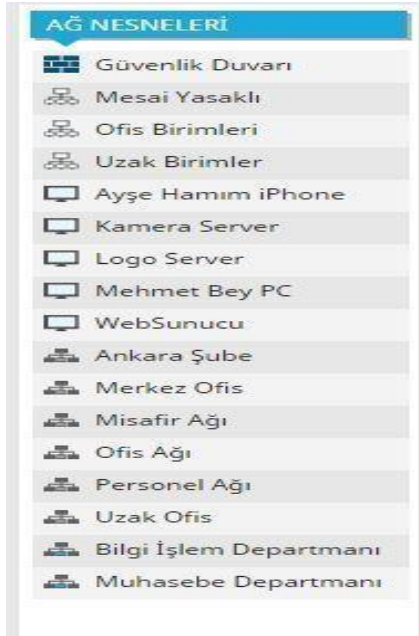 AĞ NESNELERİ
Güvenlik Duvarı
Mesai Yasaklı
Ofis Birimleri
Uzak Birimler
Ayşe Hamım iPhone
Kamera Server
Logo Server
Mehmet Bey PC
WebSunucu
Ankara Şube
Merkez Ofis
Misafir Ağı
Ofis Ağı
Personel Ağı
Uzak Ofis
Bilgi İşlem Departmanı
Muhasebe Departmanı